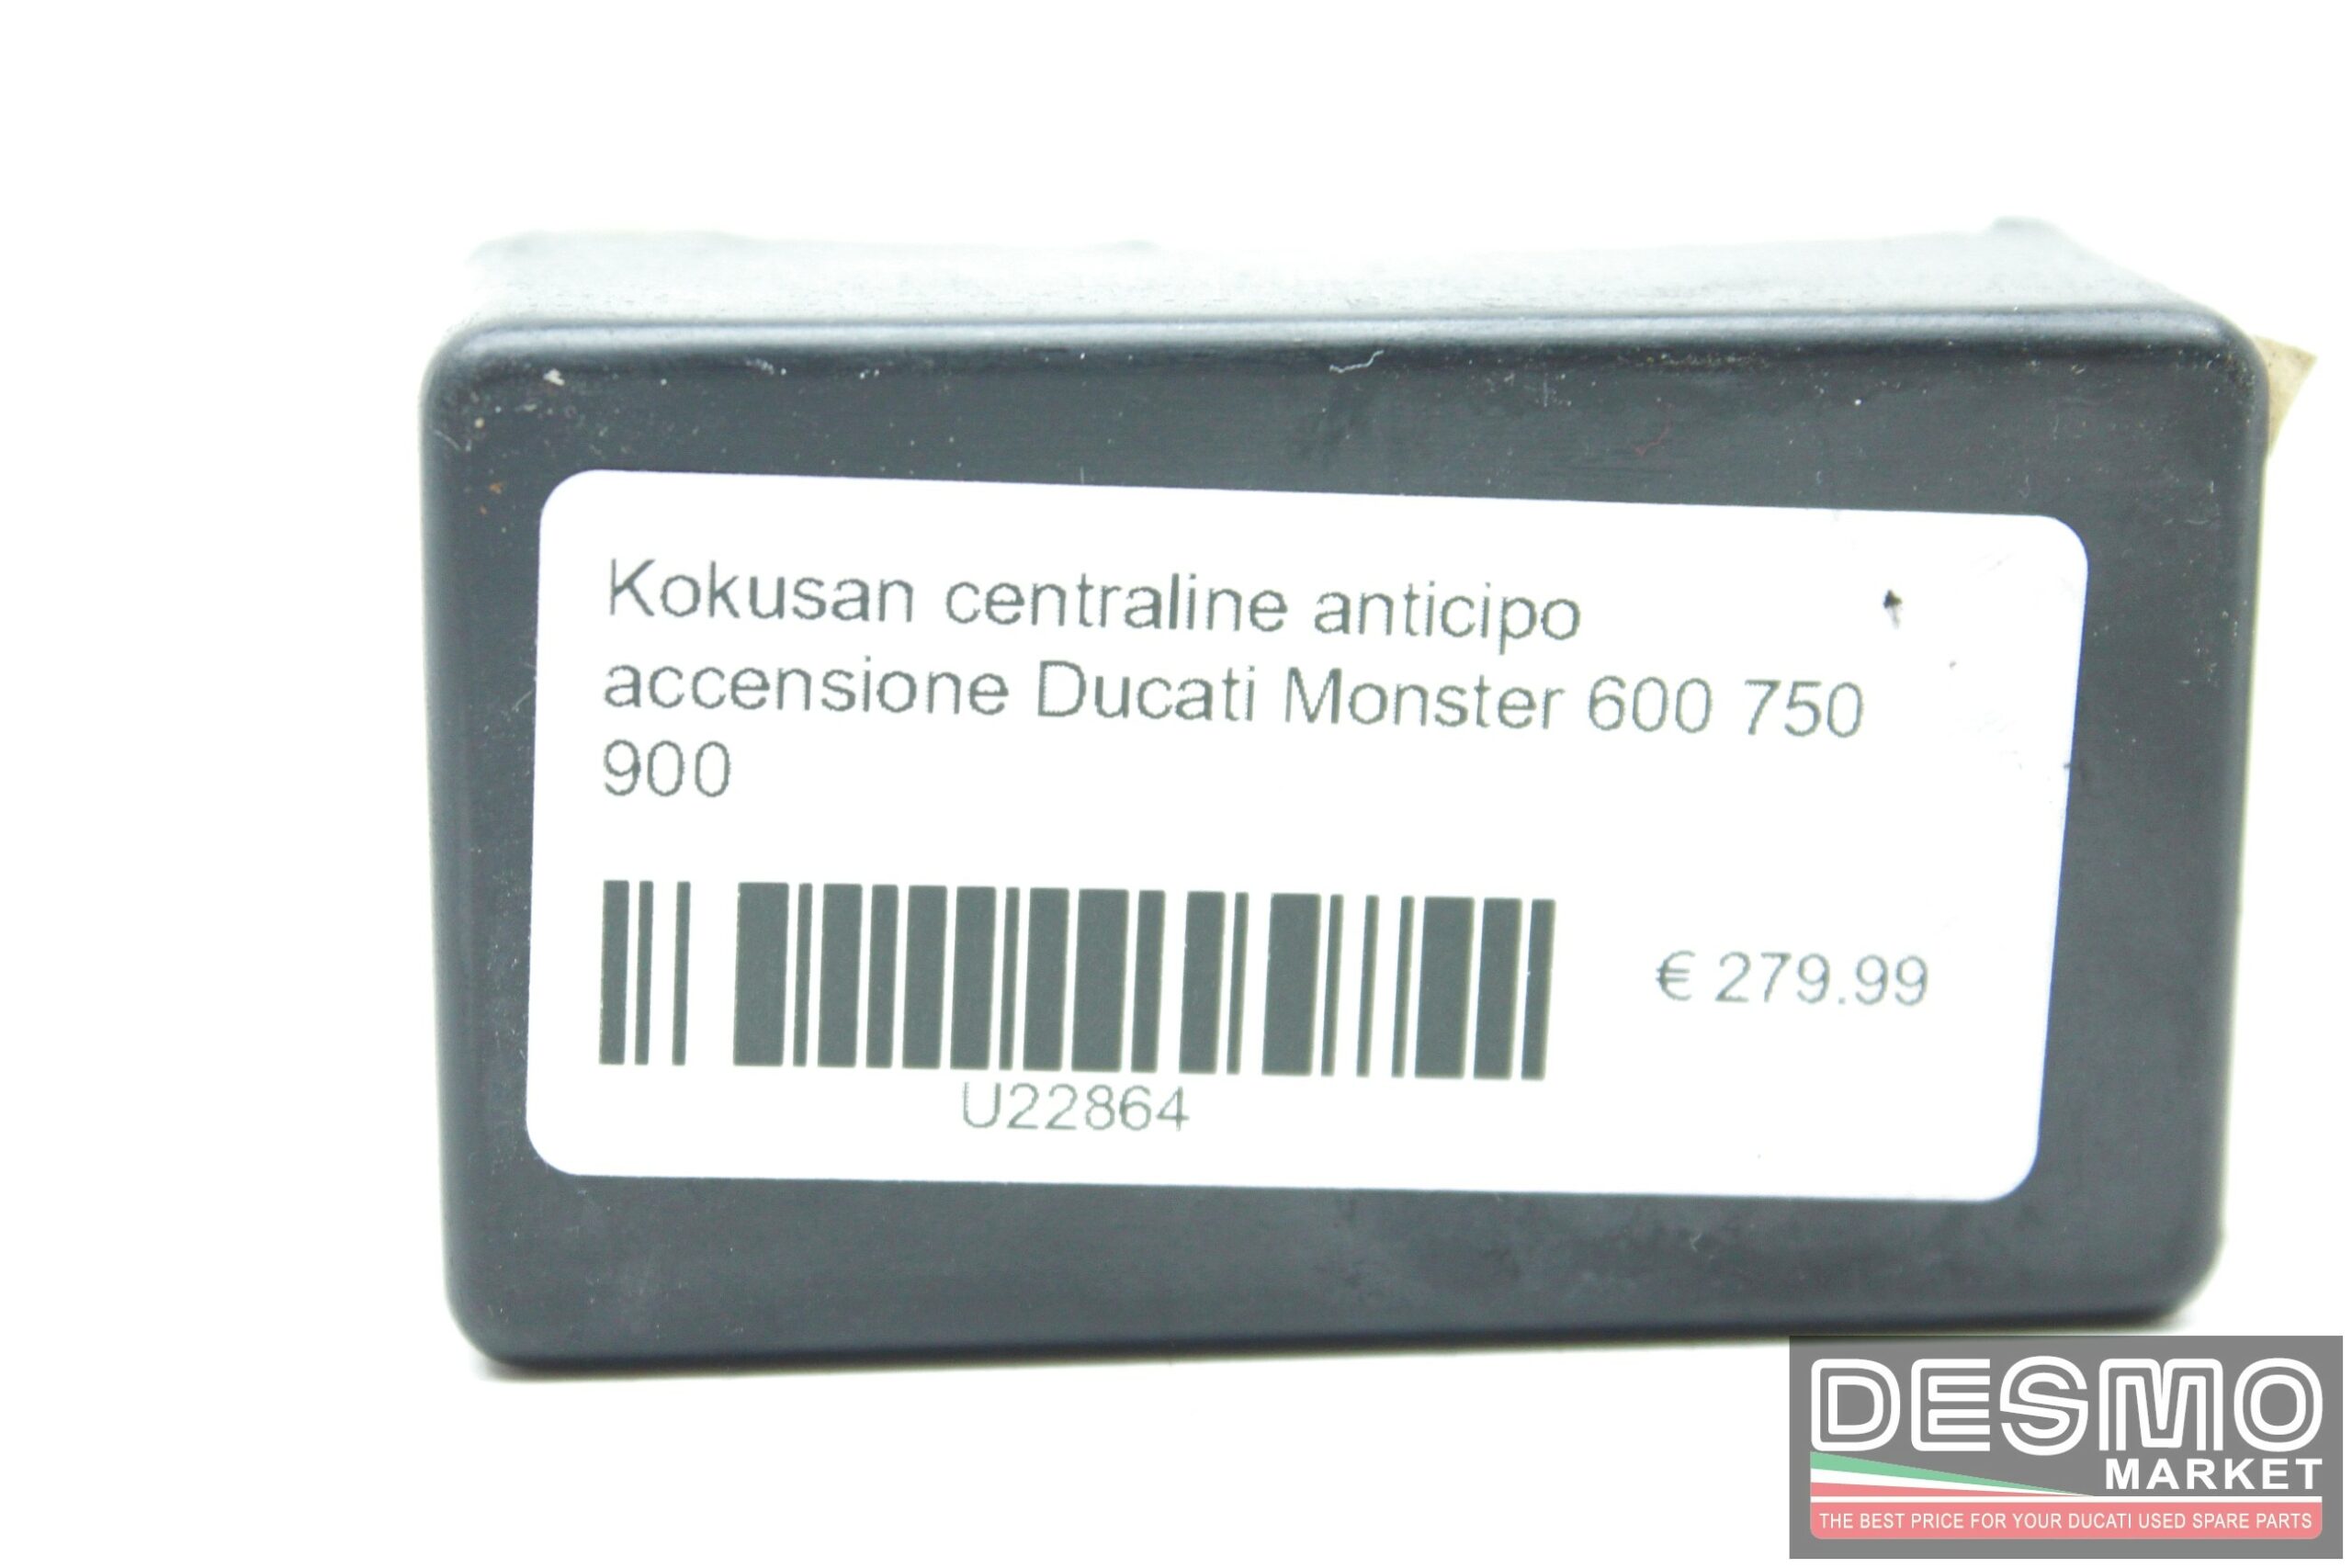 Kokusan centraline anticipo
accensione Ducati Monster 600 750
900
€ 279.99
U22864
DESMO
MARKET
THE BEST PRICE FOR YOUR DUCATI USED SPARE PARTS